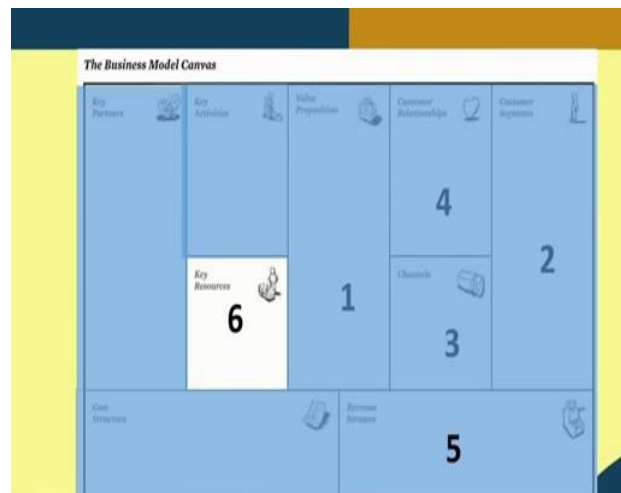 The Business Model Canvas
Key
Partners
Key
Activities
Value
Proposition
Customer
Relationships
Customer
Segments
4
2
Key
Resources
6
1
Channels
3
Cost
Structure
Revenue
Streams
5